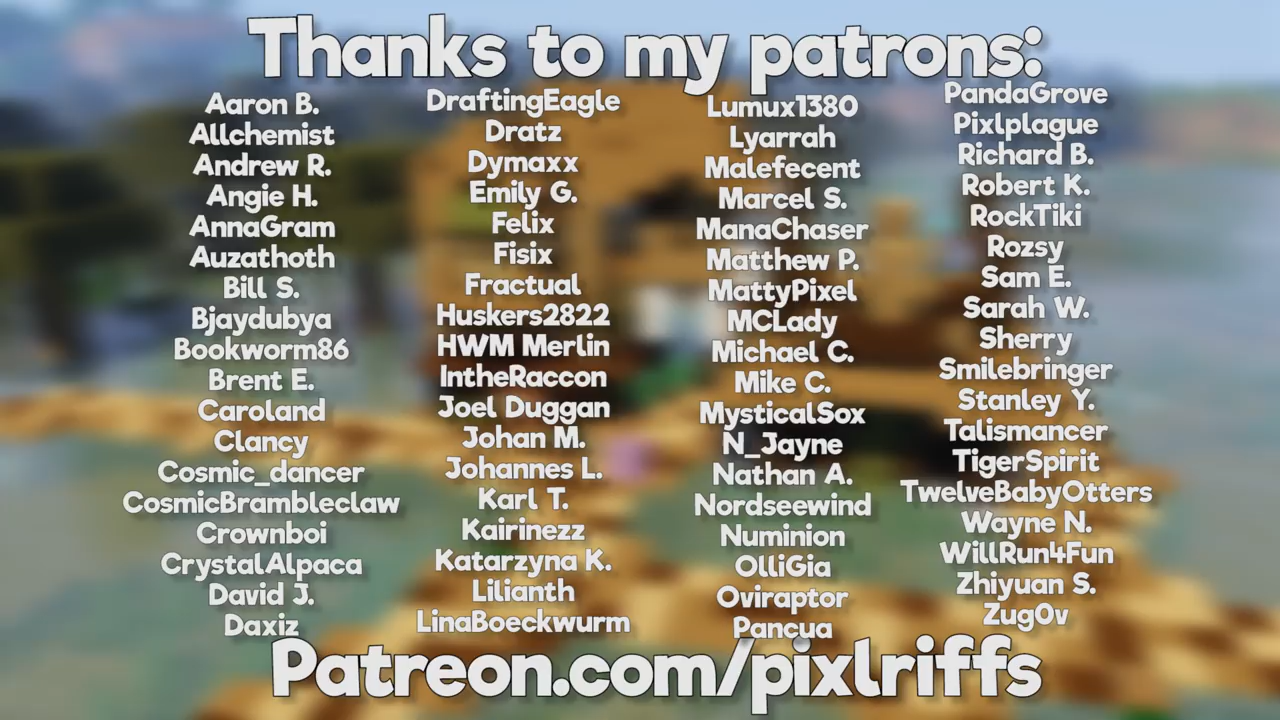 Thanks to my patrons:
Aaron B.
Allchemist
Andrew R.
Angie H.
AnnaGram
Auzathoth
Bill S.
Bjaydubya
Bookworm86
Brent E.
Caroland
Clancy
Cosmic_dancer
CosmicBrambleclaw
Crownboi
CrystalAlpaca
David J.
Daxiz
DraftingEagle
Dratz
Dymaxx
Emily G.
Felix
Fisix
Fractual
Huskers2822
HWM Merlin
IntheRaccon
Joel Duggan
Johan M.
Johannes L.
Karl T.
Kairinezz
Katarzyna K.
Lilianth
LinaBoeckwurm
Lumux1380
Lyarrah
Malefecent
Marcel S.
ManaChaser
Matthew P.
MattyPixel
MCLady
Michael C.
Mike C.
MysticalSox
N_Jayne
Nathan A.
Nordseewind
Numinion
OlliGia
Oviraptor
Pancua
PandaGrove
Pixlplague
Richard B.
Robert K.
RockTiki
Rozsy
Sam E.
Sarah W.
Sherry
Smilebringer
Stanley Y.
Talismancer
TigerSpirit
TwelveBabyOtters
Wayne N.
WillRun4Fun
Zhiyuan S.
Zug0v
Patreon.com/pixlriffs